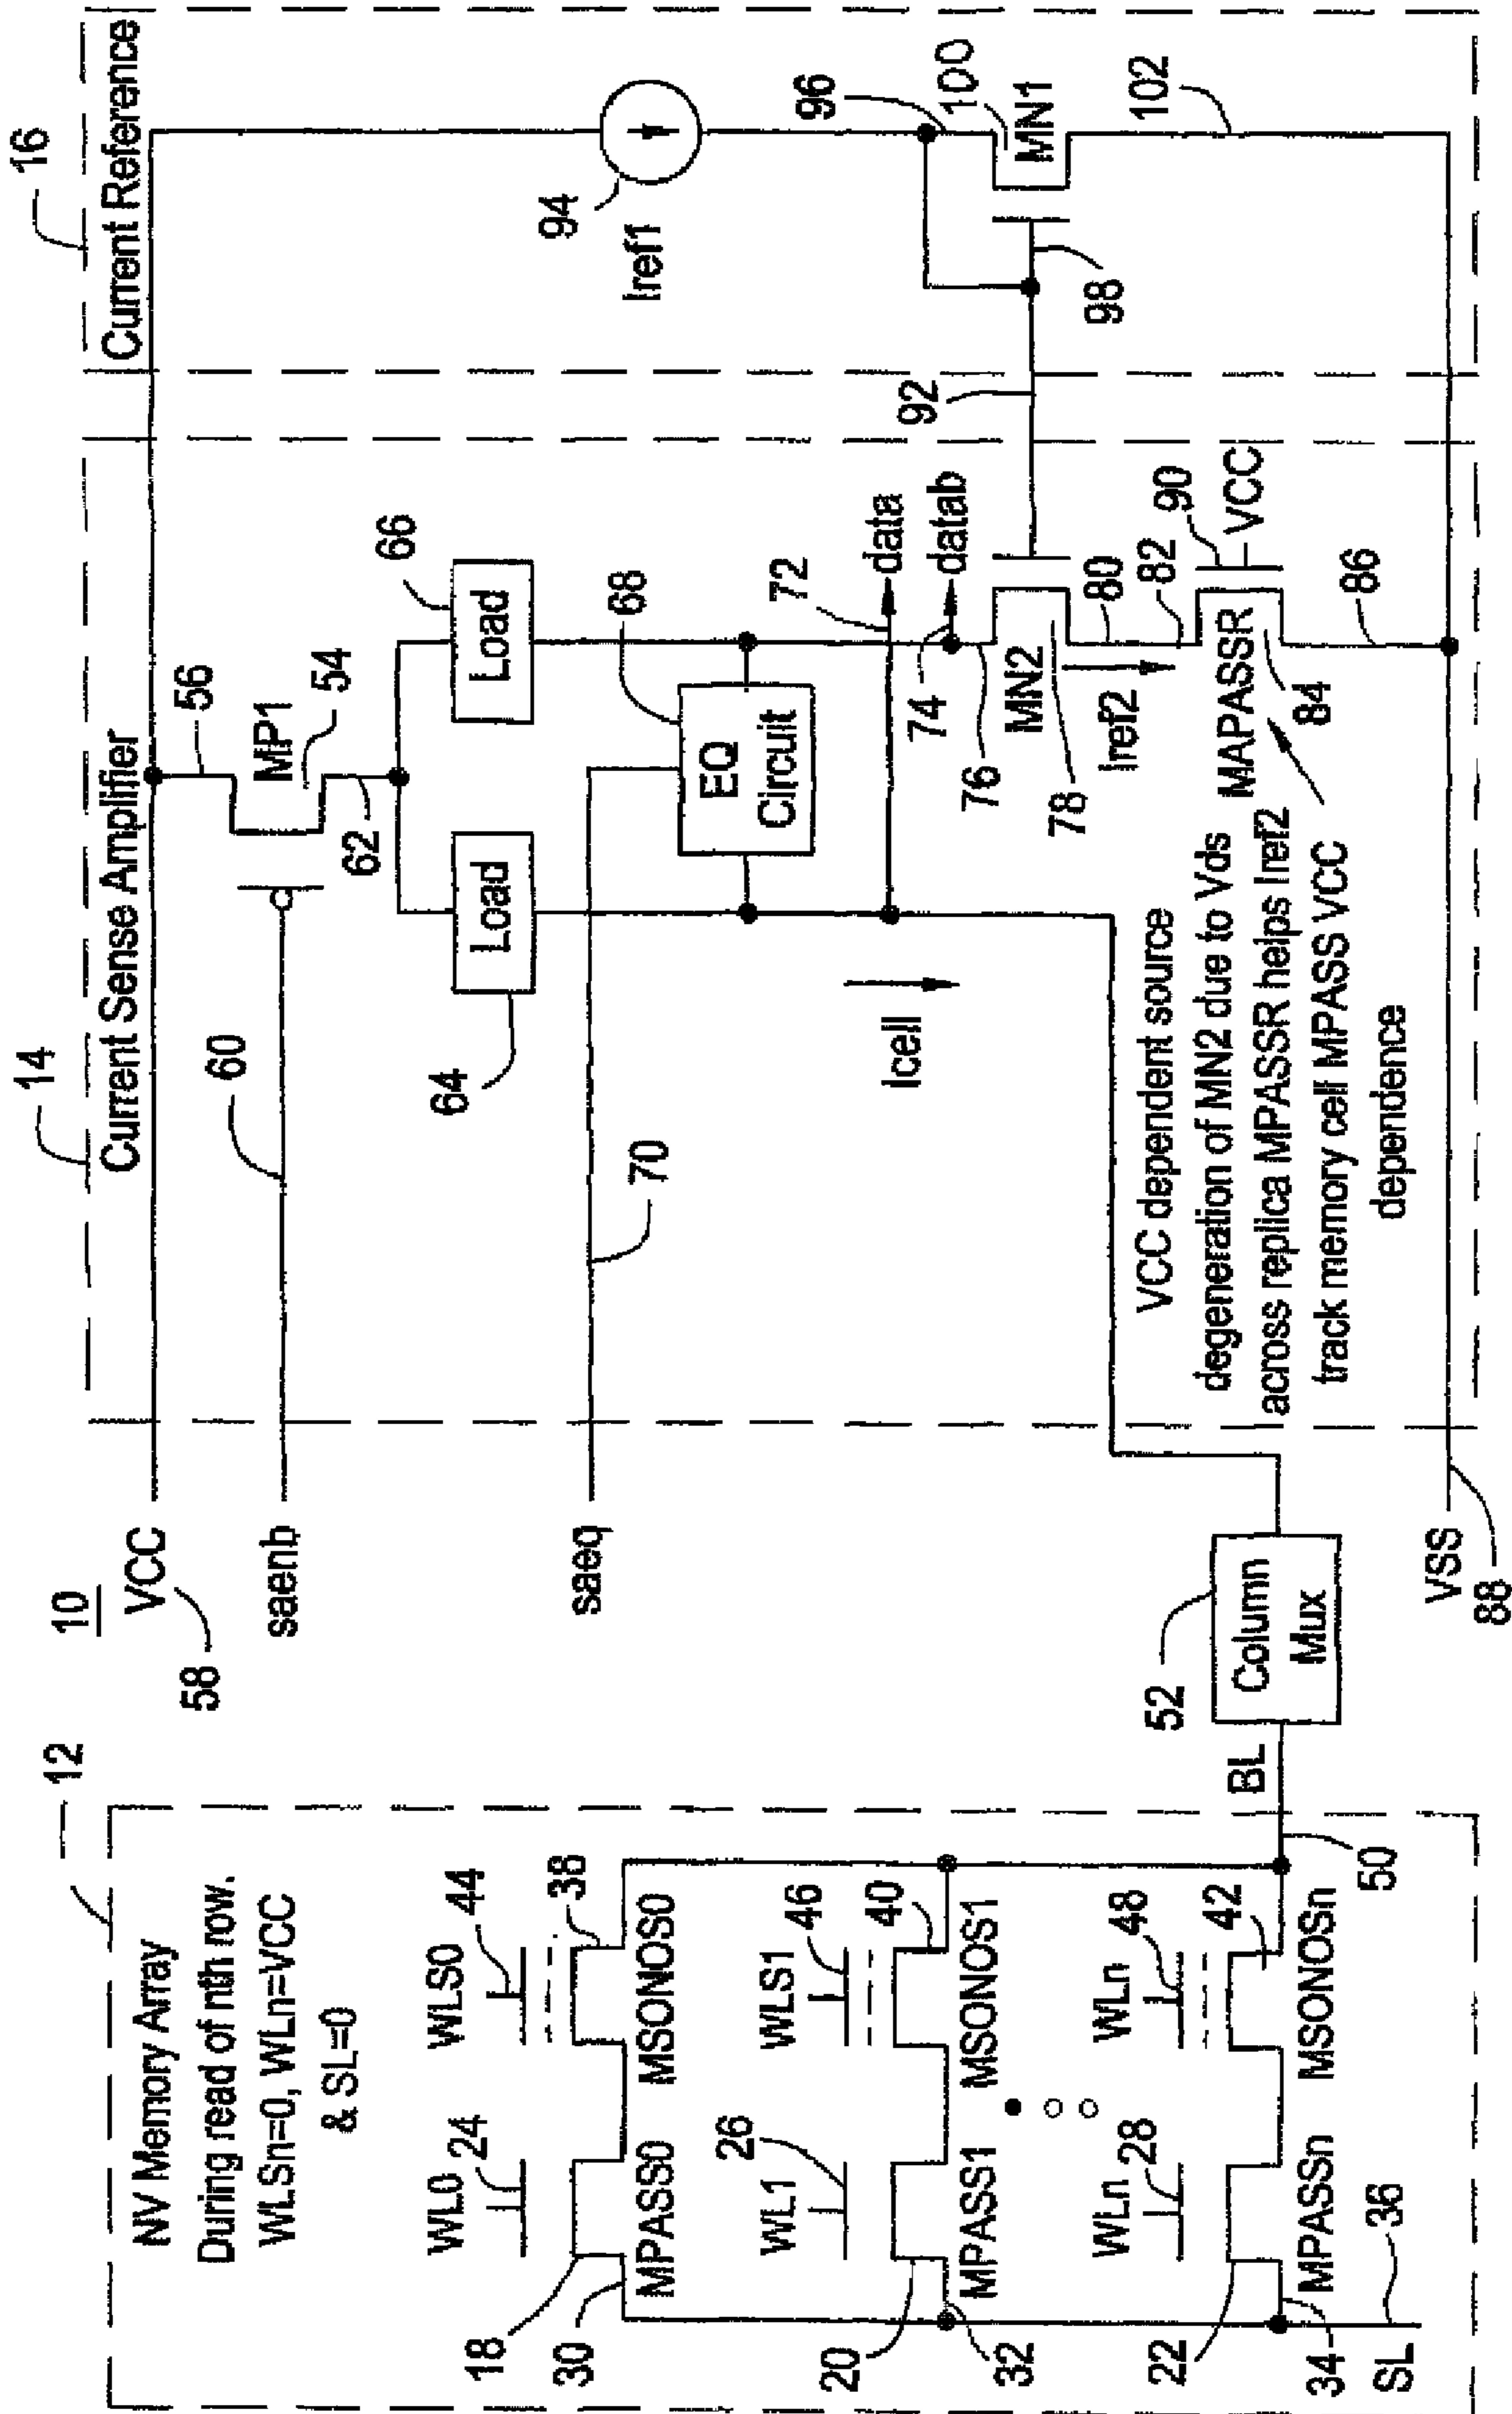 10
12
NV Memory Array
During read of nth row.
WLSn=0, WLn=VCC
& SL=0
WL0
24
18
30
MPASS0
WLS0
44
38
MSONOS0
WL1
26
20
32
MPASS1
WLS1
46
40
MSONOS1
WLn
28
22
34
MPASSn
WLn
48
42
MSONOSn
SL
36
50
BL
52
Column
Mux
VCC
58
saenb
saeq
VSS
88
14
Current Sense Amplifier
60
56
MP1
54
62
64
Load
66
Load
70
68
EQ
Circuit
Icell
72
data
74
datab
76
MN2
78
80
Iref2
82
MAPASSR
84
90
VCC
86
VCC dependent source
degeneration of MN2 due to Vds
across replica MPASSR helps Iref2
track memory cell MPASS VCC
dependence
16
Current Reference
94
Iref1
92
96
98
100
MN1
102